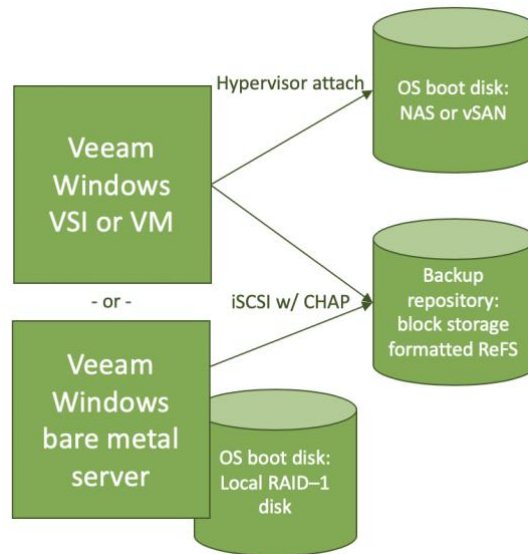 Hypervisor attach
OS boot disk:
NAS or vSAN
Veeam
Windows
VSI or VM
- or -
iSCSI w/ CHAP
Backup
repository:
block storage
formatted ReFS
Veeam
Windows
bare metal
server
OS boot disk:
Local RAID–1
disk